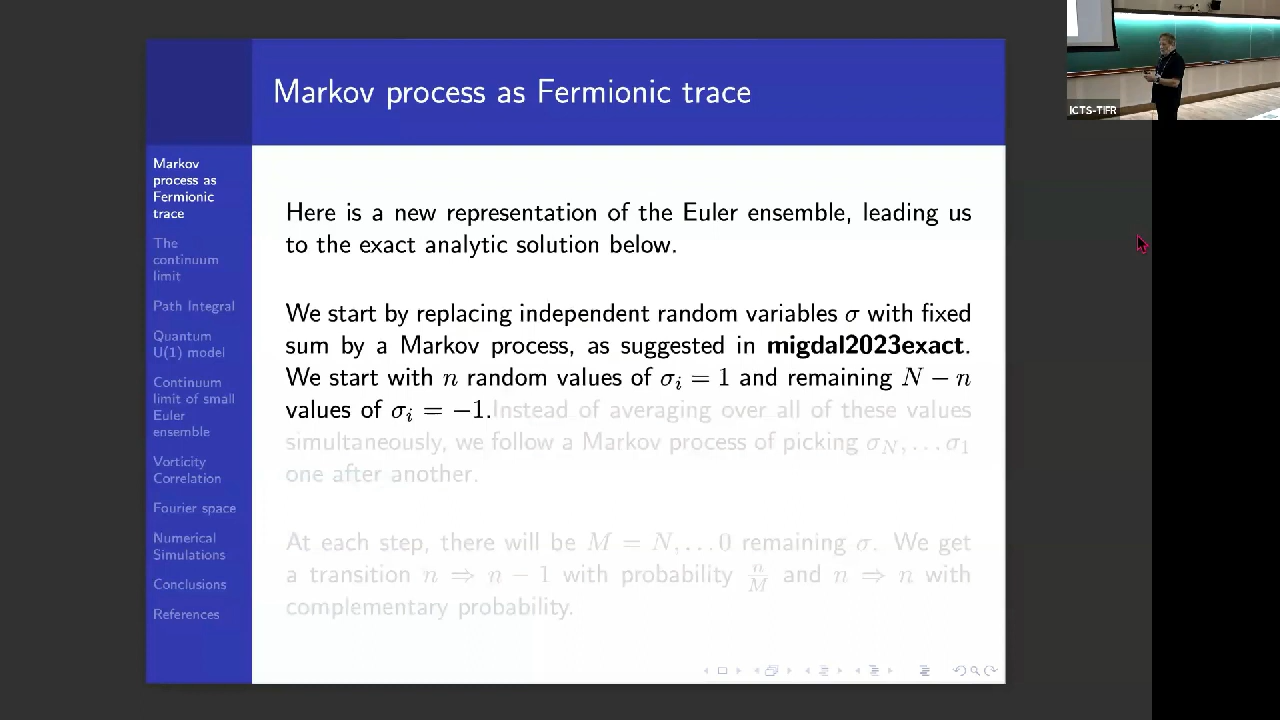 Markov process as Fermionic trace
Markov
process as
Fermionic
trace
The
continuum
limit
Path Integral
Quantum
U(1) model
Continuum
limit of small
Euler
ensemble
Vorticity
Correlation
Fourier space
Numerical
Simulations
Conclusions
References
Here is a new representation of the Euler ensemble, leading us
to the exact analytic solution below.
We start by replacing independent random variables σ with fixed
sum by a Markov process, as suggested in migdal2023exact.
We start with n random values of σ_i = 1 and remaining N − n
values of σ_i = −1. Instead of averaging over all of these values
simultaneously, we follow a Markov process of picking σ_N, . . . σ_1
one after another.
At each step, there will be M = N, . . . 0 remaining σ. We get
a transition n ⇒ n − 1 with probability n/M and n ⇒ n with
complementary probability.
ICTS-TIFR